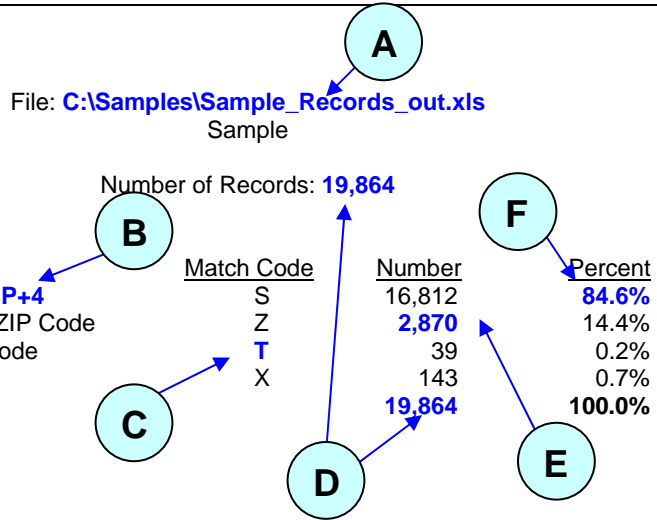 A
File: C:\Samples\Sample_Records_out.xls
Sample
Number of Records: 19,864
B
F
Match Code Number Percent
P+4 S 16,812 84.6%
ZIP Code Z 2,870 14.4%
ode T 39 0.2%
X 143 0.7%
19,864 100.0%
C
D
E